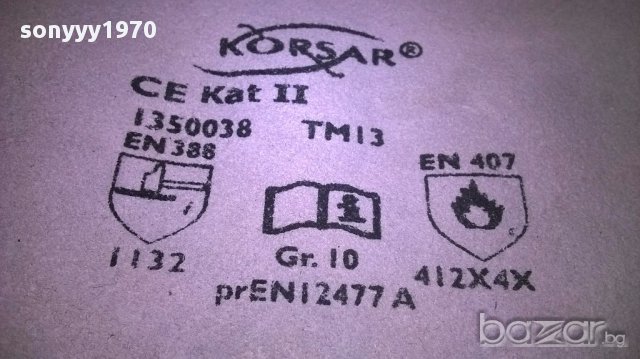 sonyyy1970
KORSAR®
CE Kat II
1350038 TM13
EN 388
EN 407
1132
Gr. 10
412X4X
prEN12477 A
bazar.bg